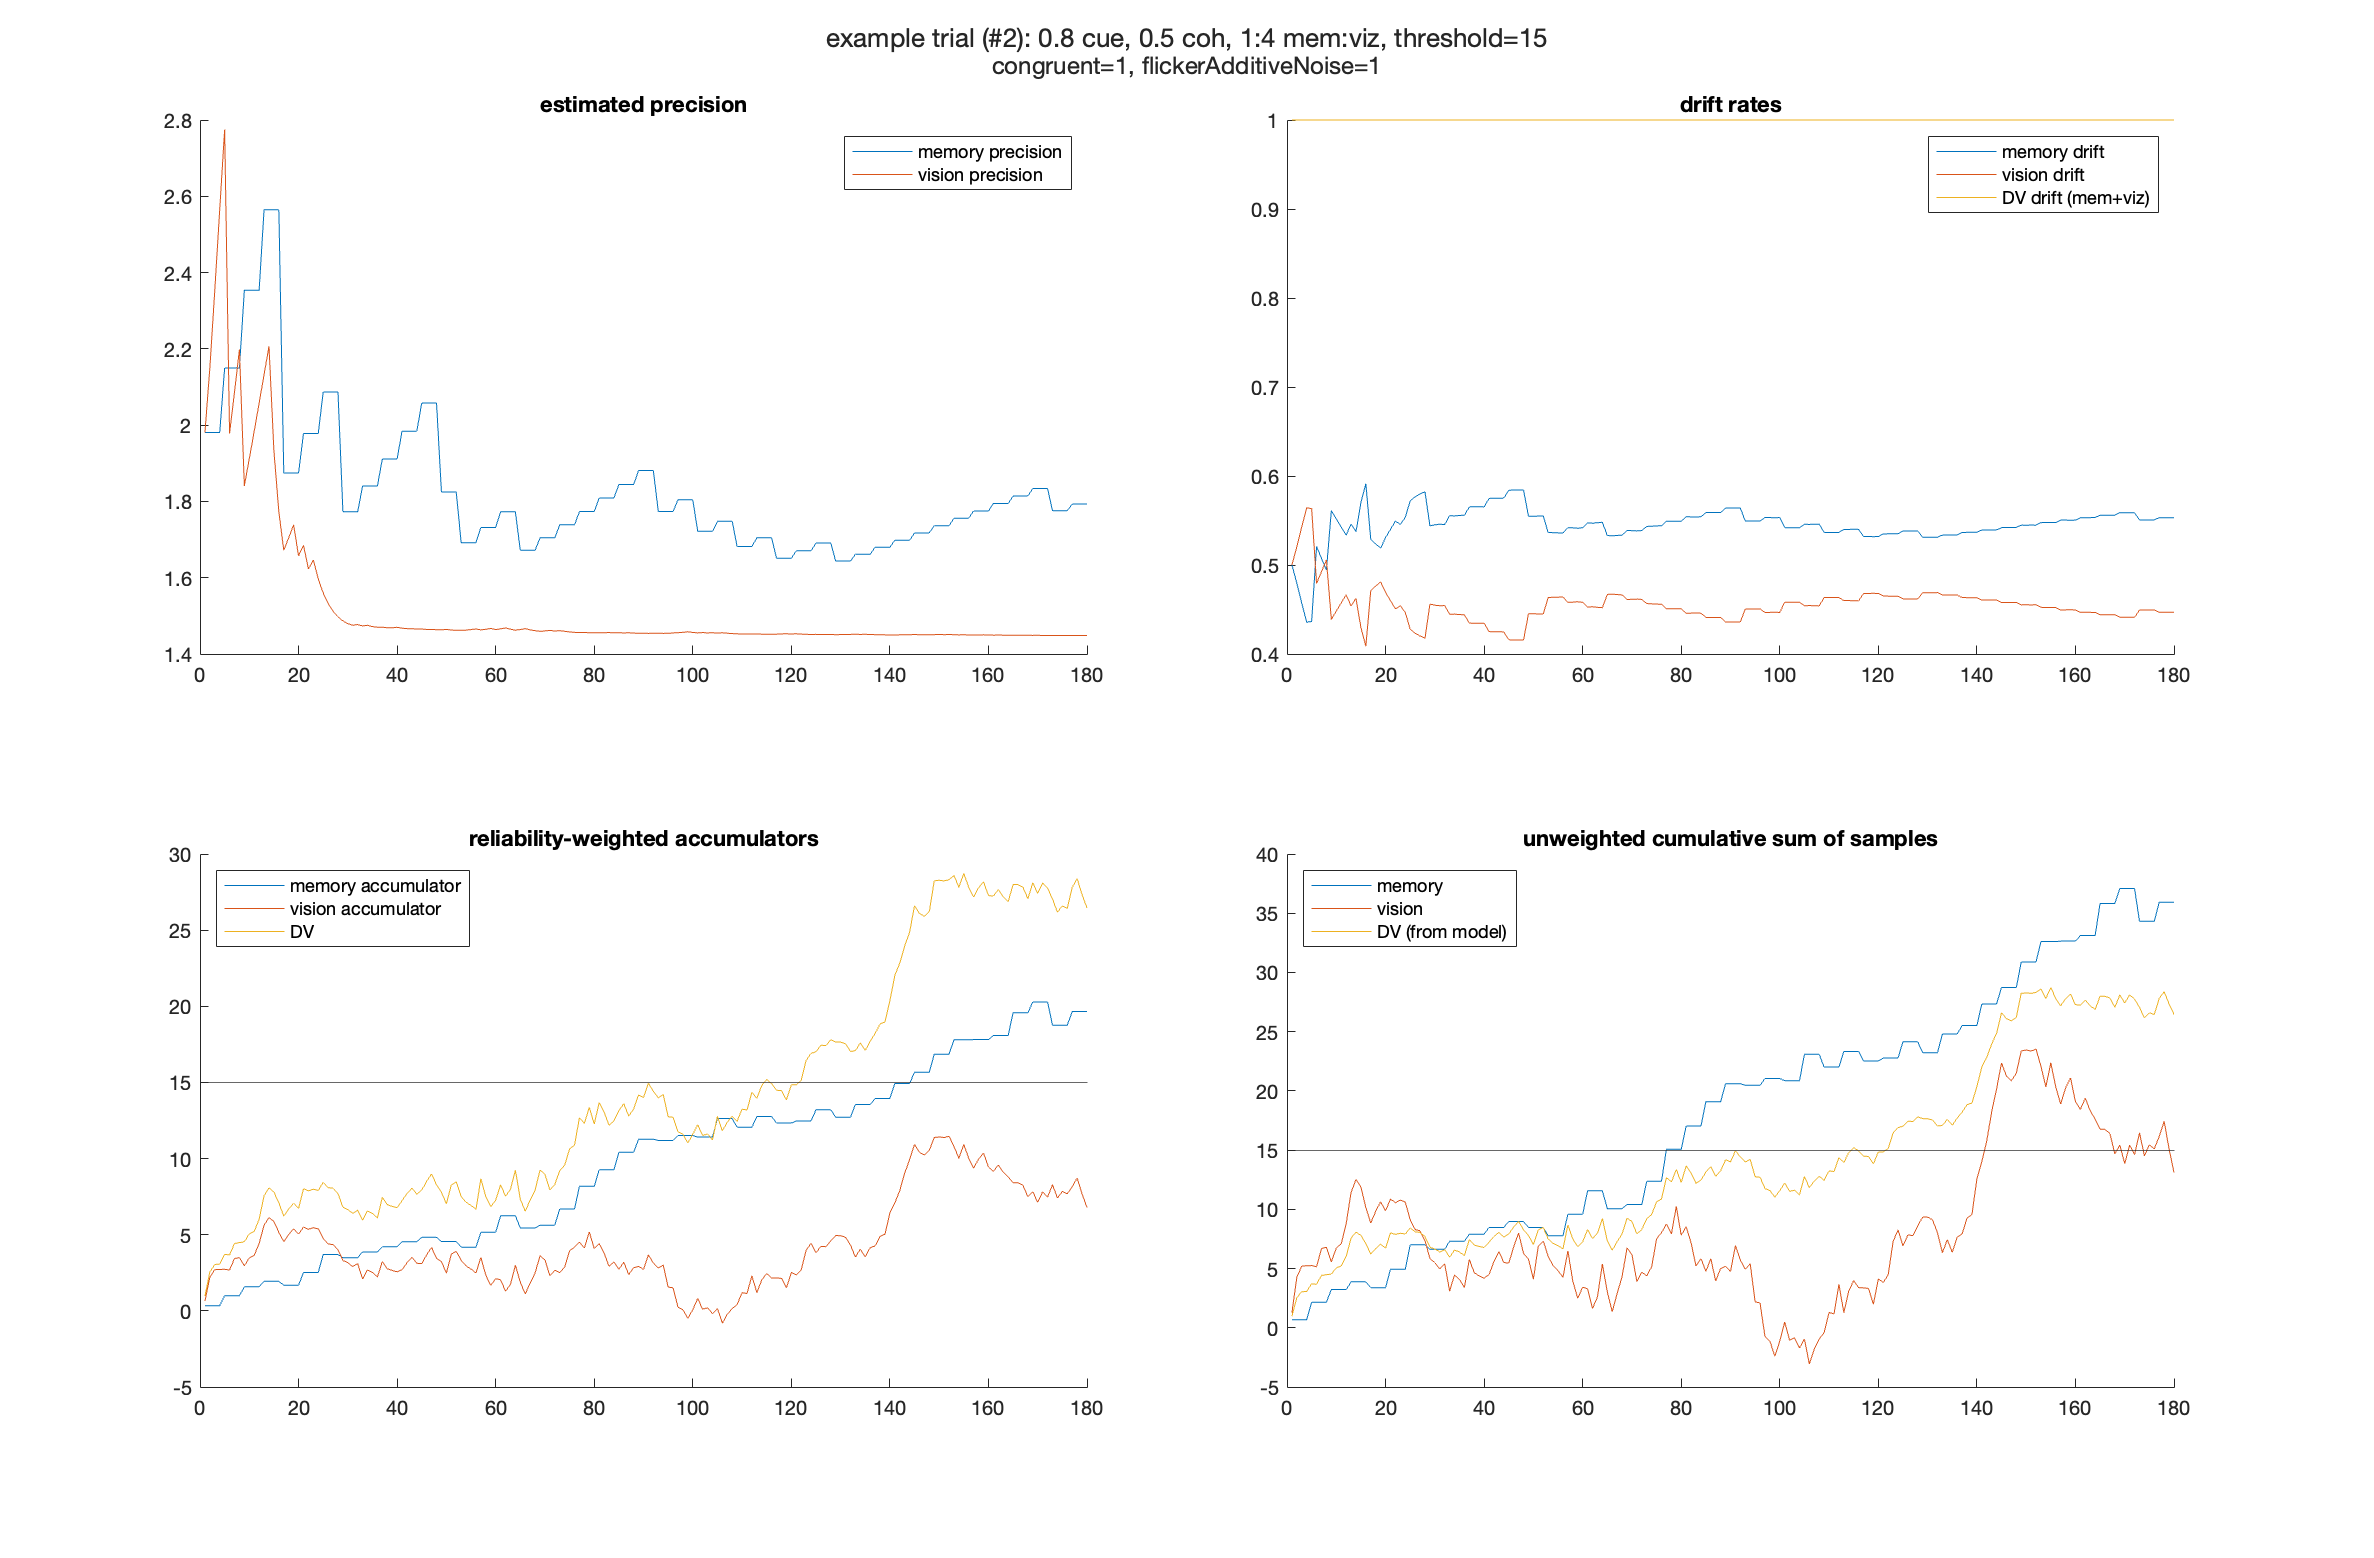 example trial (#2): 0.8 cue, 0.5 coh, 1:4 mem:viz, threshold=15
congruent=1, flickerAdditiveNoise=1
estimated precision
2.8
2.6
2.4
2.2
2
1.8
1.6
1.4
0 20 40 60 80 100 120 140 160 180
memory precision
vision precision
drift rates
1
0.9
0.8
0.7
0.6
0.5
0.4
0 20 40 60 80 100 120 140 160 180
memory drift
vision drift
DV drift (mem+viz)
reliability-weighted accumulators
30
25
20
15
10
5
0
-5
0 20 40 60 80 100 120 140 160 180
memory accumulator
vision accumulator
DV
unweighted cumulative sum of samples
40
35
30
25
20
15
10
5
0
-5
0 20 40 60 80 100 120 140 160 180
memory
vision
DV (from model)